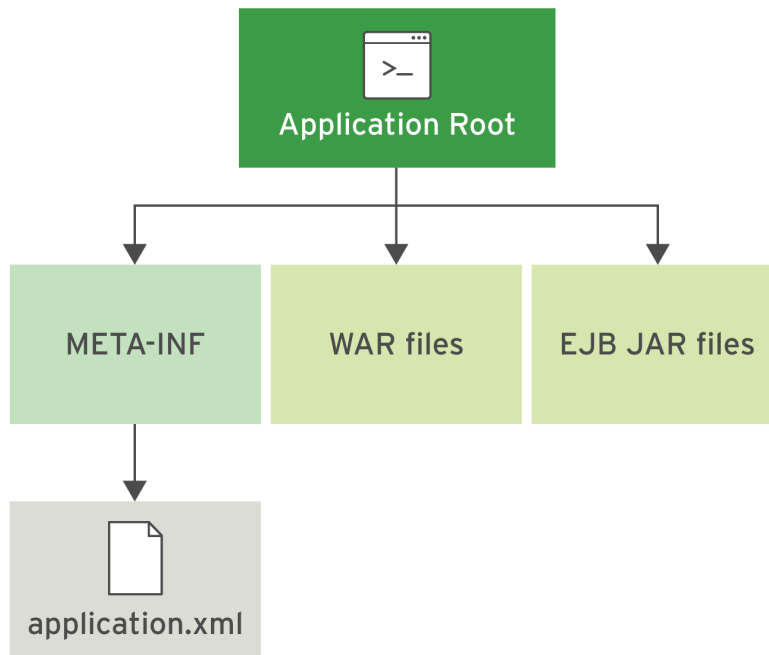 >_
Application Root
META-INF
WAR files
EJB JAR files
application.xml